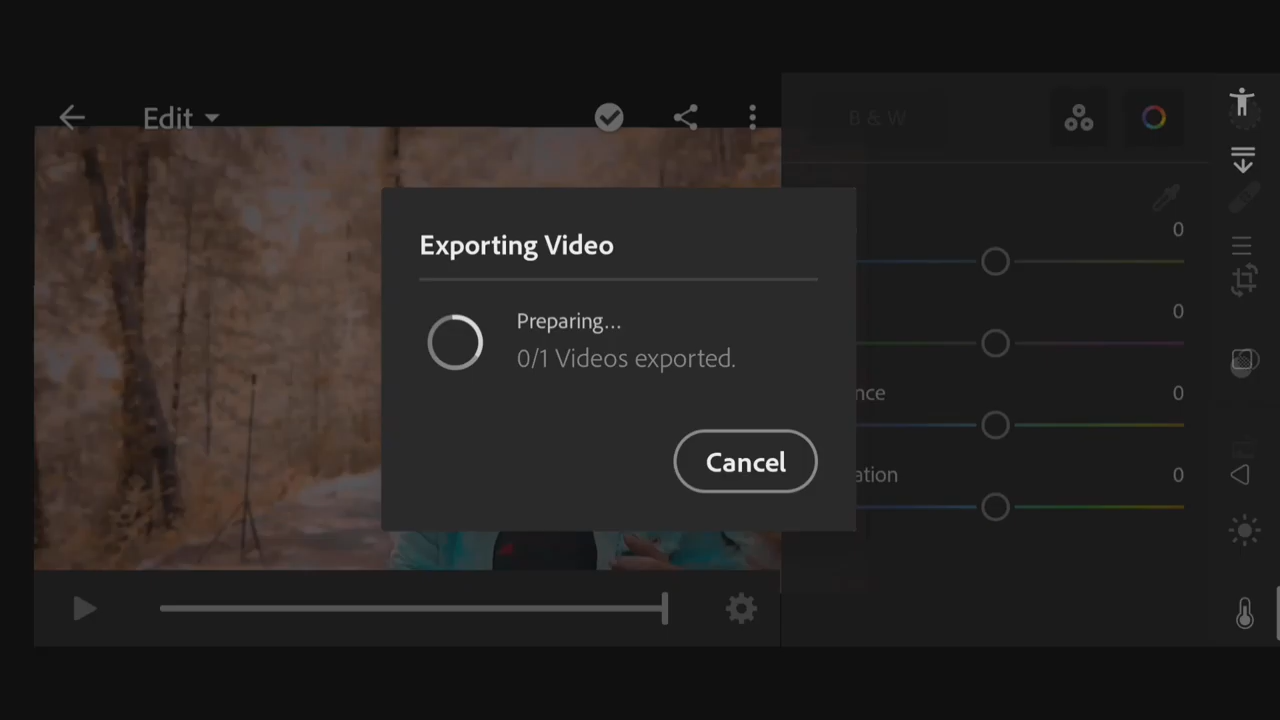 Edit
B & W
Exporting Video
0
Preparing...
0
0/1 Videos exported.
nce 0
Cancel
ation 0